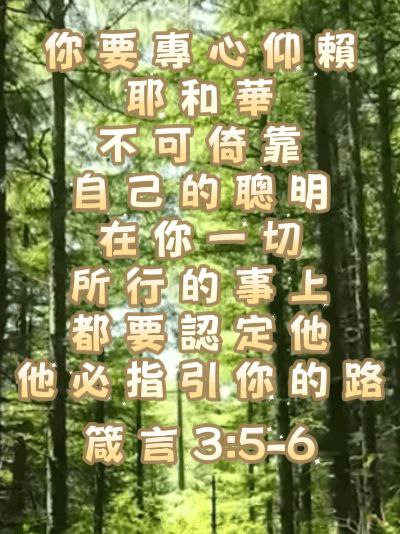 你要專心仰賴
耶和華
不可倚靠
自己的聰明
在你一切
所行的事上
都要認定他
他必指引你的路
箴言3:5-6